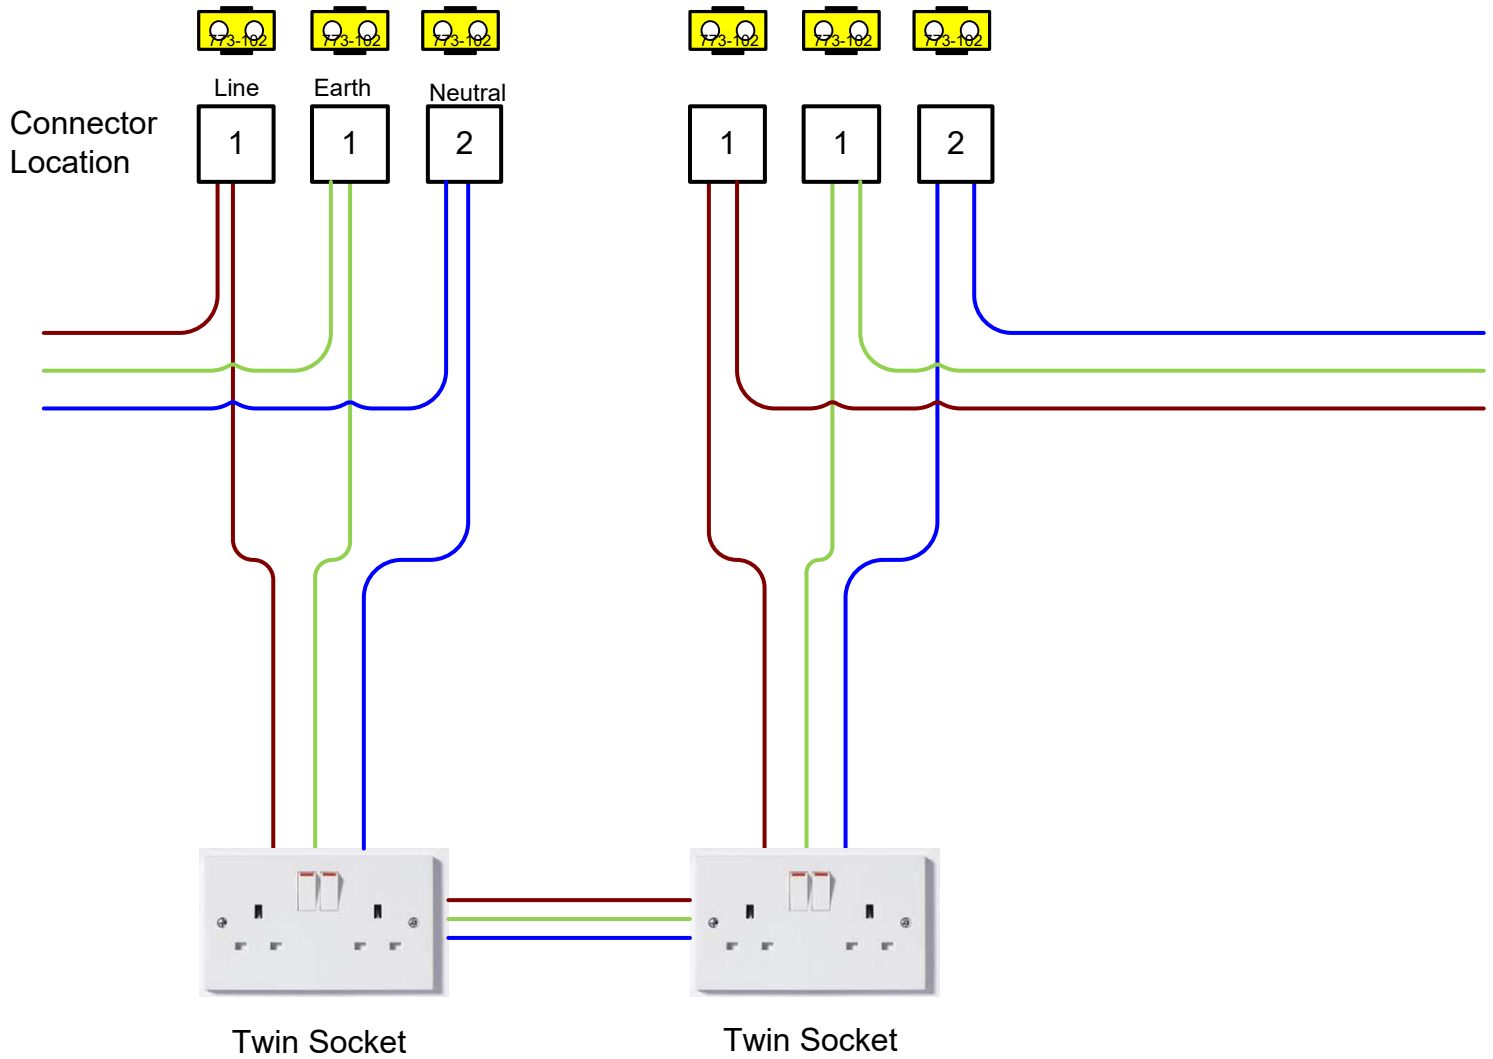 773-102 773-102 773-102 773-102 773-102 773-102
Line Earth Neutral
Connector
Location
1 1 2 1 1 2
Twin Socket Twin Socket